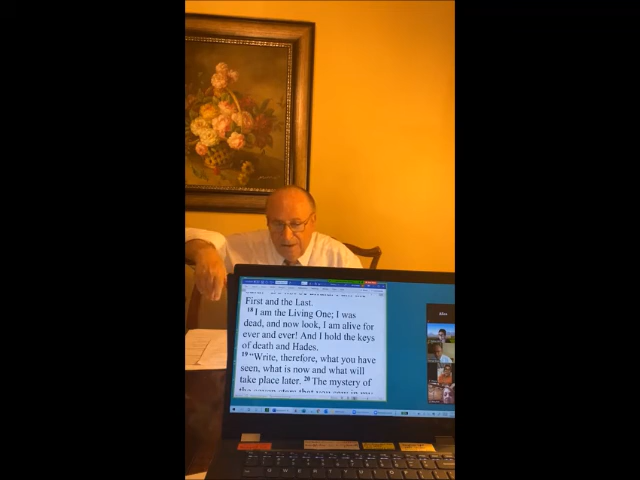 First and the Last.
18 I am the Living One; I was
dead, and now look, I am alive for
ever and ever! And I hold the keys
of death and Hades.
19 "Write, therefore, what you have
seen, what is now and what will
take place later. 20 The mystery of